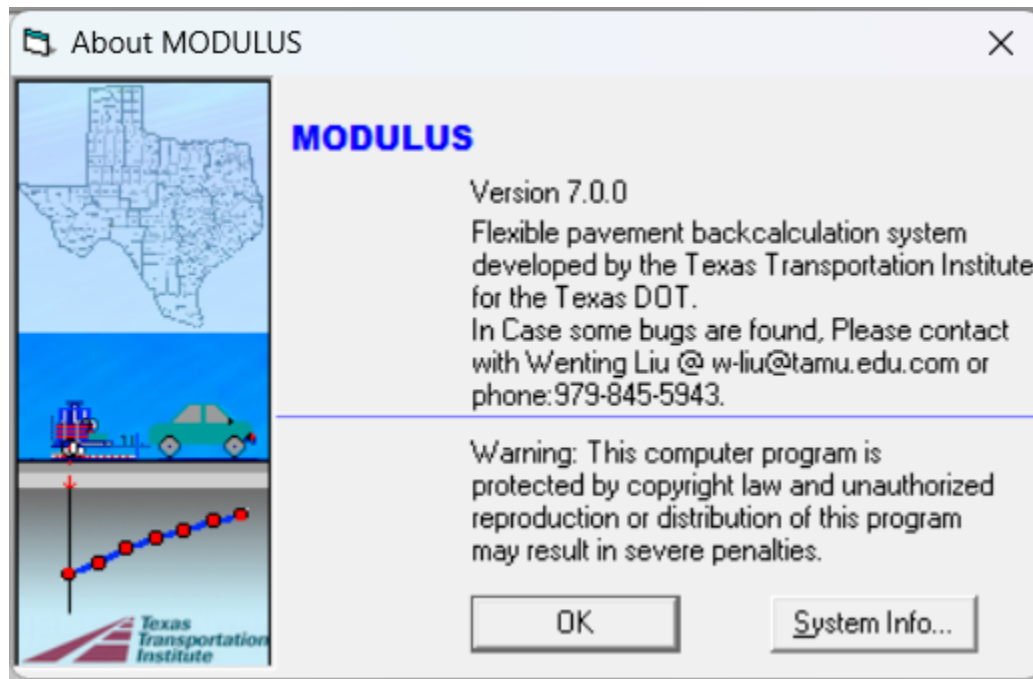 About MODULUS
MODULUS
Version 7.0.0
Flexible pavement backcalculation system
developed by the Texas Transportation Institute
for the Texas DOT.
In Case some bugs are found, Please contact
with Wenting Liu @ w-liu@tamu.edu.com or
phone:979-845-5943.
Warning: This computer program is
protected by copyright law and unauthorized
reproduction or distribution of this program
may result in severe penalties.
Texas
Transportation
Institute
OK
System Info...